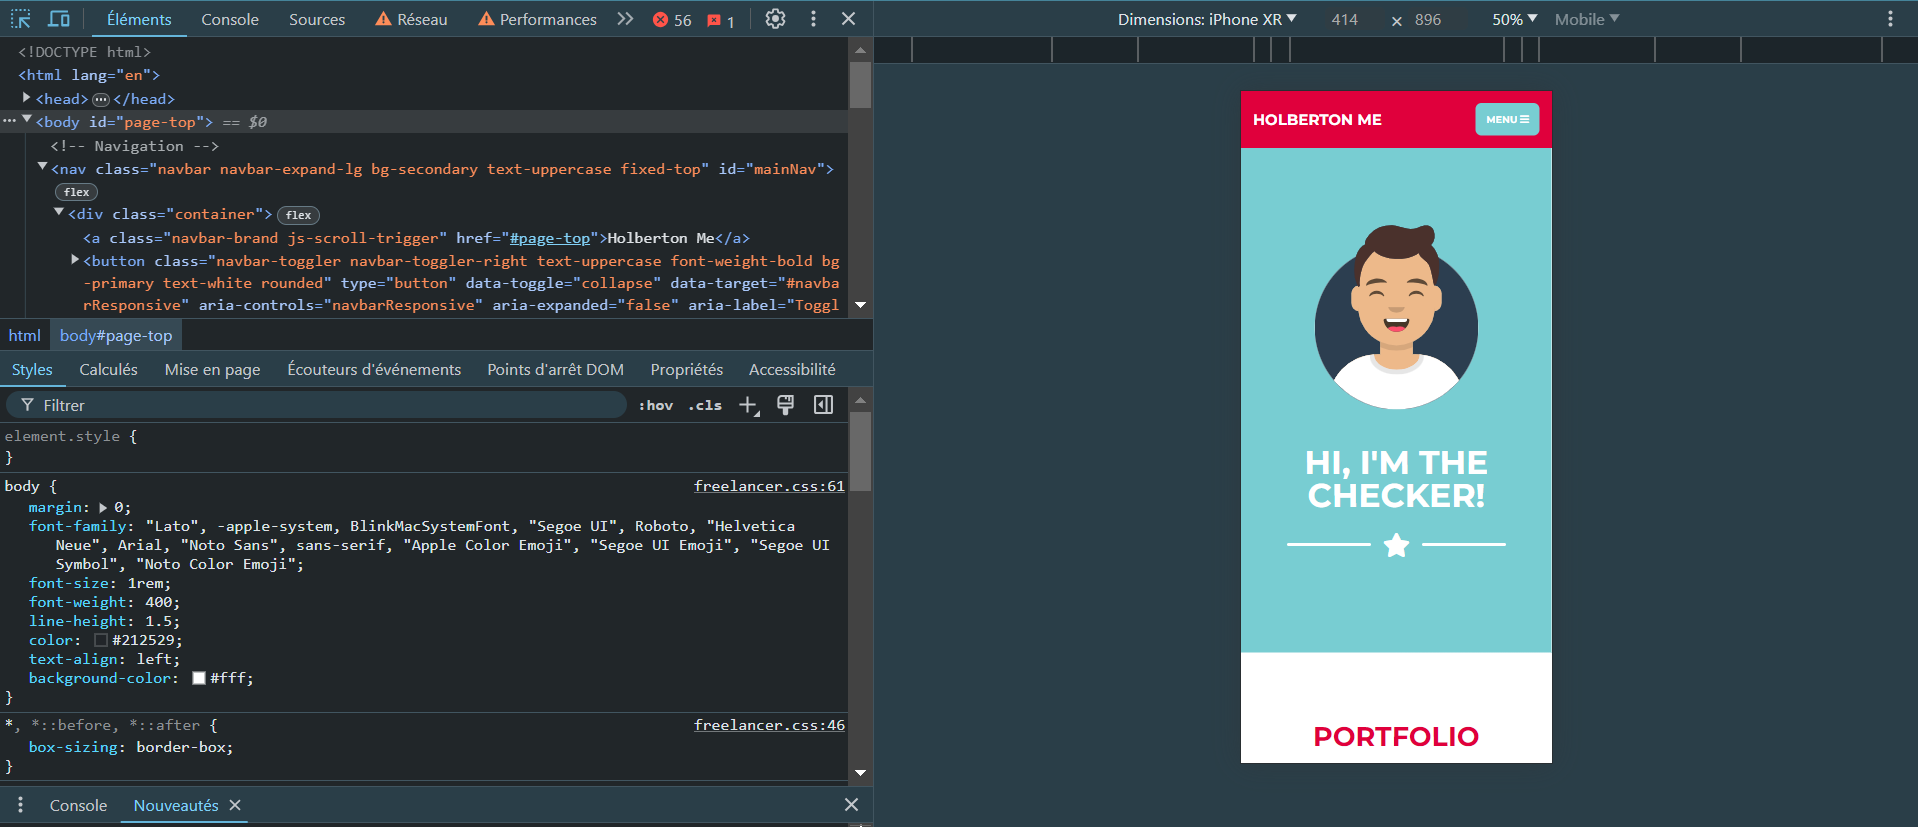 Éléments Console Sources Réseau Performances 56 1
<!DOCTYPE html>
<html lang="en">
<head> ··· </head>
··· <body id="page-top"> == $0
<!-- Navigation -->
<nav class="navbar navbar-expand-lg bg-secondary text-uppercase fixed-top" id="mainNav">
flex
<div class="container"> flex
<a class="navbar-brand js-scroll-trigger" href="#page-top">Holberton Me</a>
<button class="navbar-toggler navbar-toggler-right text-uppercase font-weight-bold bg
-primary text-white rounded" type="button" data-toggle="collapse" data-target="#navba
rResponsive" aria-controls="navbarResponsive" aria-expanded="false" aria-label="Toggl
html body#page-top
Styles Calculés Mise en page Écouteurs d'événements Points d'arrêt DOM Propriétés Accessibilité
Filtrer :hov .cls
element.style {
}
body { freelancer.css:61
margin: 0;
font-family: "Lato", -apple-system, BlinkMacSystemFont, "Segoe UI", Roboto, "Helvetica
Neue", Arial, "Noto Sans", sans-serif, "Apple Color Emoji", "Segoe UI Emoji", "Segoe UI
Symbol", "Noto Color Emoji";
font-size: 1rem;
font-weight: 400;
line-height: 1.5;
color: #212529;
text-align: left;
background-color: #fff;
}
*, *::before, *::after { freelancer.css:46
box-sizing: border-box;
}
Console Nouveautés
Dimensions: iPhone XR 414 × 896 50% Mobile
HOLBERTON ME MENU
HI, I'M THE
CHECKER!
PORTFOLIO